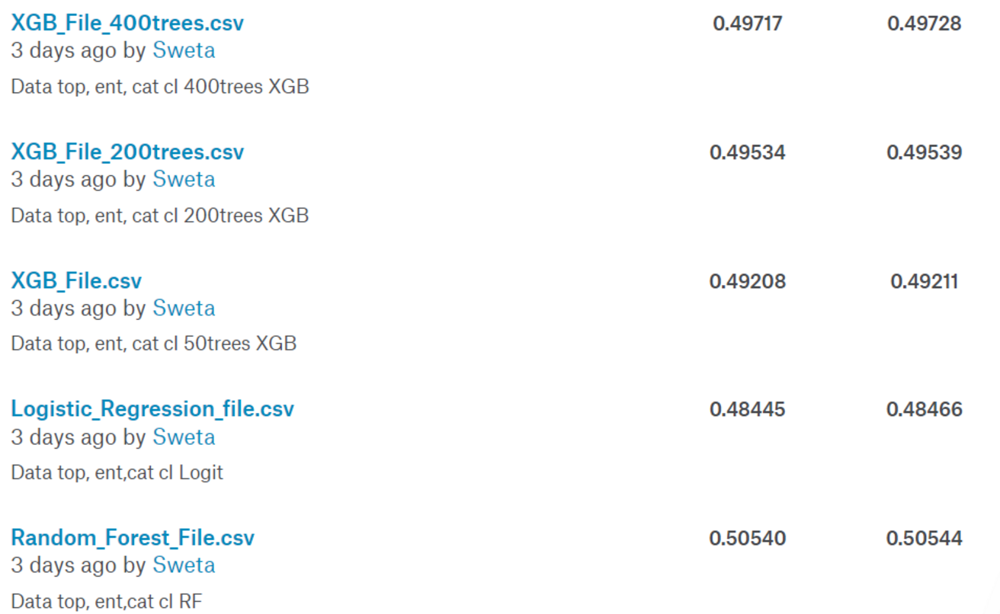 XGB_File_400trees.csv 0.49717 0.49728
3 days ago by Sweta
Data top, ent, cat cl 400trees XGB
XGB_File_200trees.csv 0.49534 0.49539
3 days ago by Sweta
Data top, ent, cat cl 200trees XGB
XGB_File.csv 0.49208 0.49211
3 days ago by Sweta
Data top, ent, cat cl 50trees XGB
Logistic_Regression_file.csv 0.48445 0.48466
3 days ago by Sweta
Data top, ent,cat cl Logit
Random_Forest_File.csv 0.50540 0.50544
3 days ago by Sweta
Data top, ent,cat cl RF